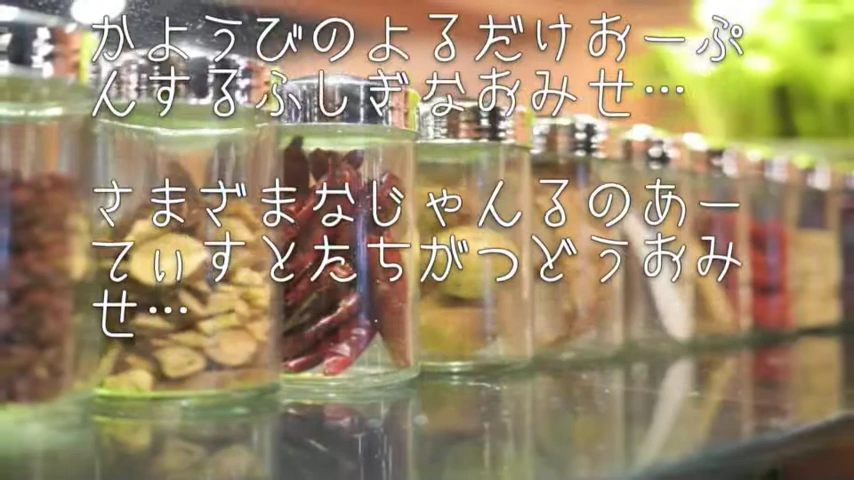 かようびのよるだけおーぷ
んするふしぎなおみせ…
さまざまなじゃんるのあー
てぃすとたちがつどうおみ
せ…